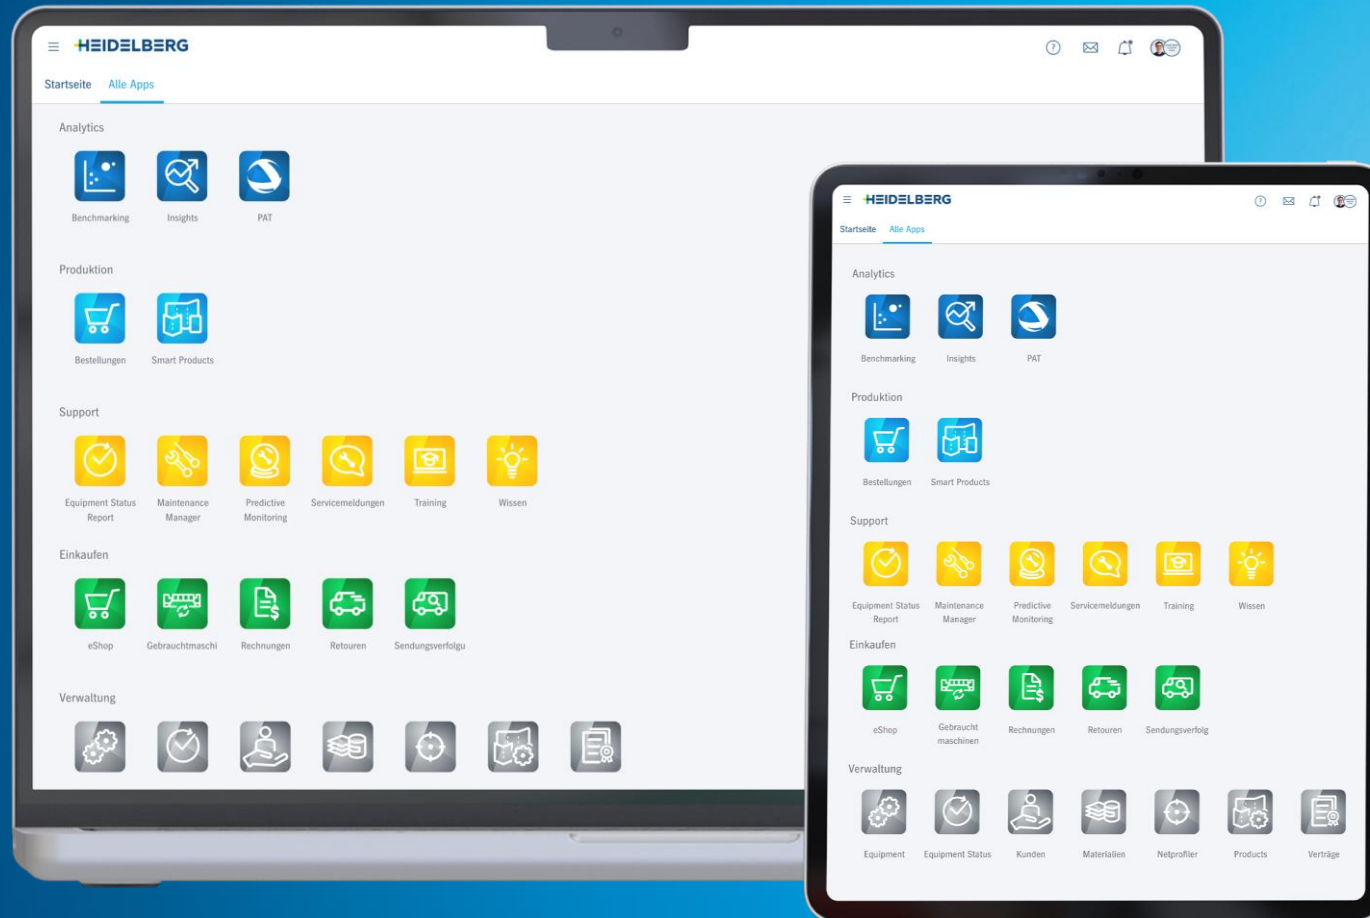 HEIDELBERG
Startseite Alle Apps
Analytics
Benchmarking Insights PAT
Produktion
Bestellungen Smart Products
Support
Equipment Status Report Maintenance Manager Predictive Monitoring Servicemeldungen Training Wissen
Einkaufen
eShop Gebrauchtmaschi Rechnungen Retouren Sendungsverfolgu
Verwaltung
HEIDELBERG
Startseite Alle Apps
Analytics
Benchmarking Insights PAT
Produktion
Bestellungen Smart Products
Support
Equipment Status Report Maintenance Manager Predictive Monitoring Servicemeldungen Training Wissen
Einkaufen
eShop Gebraucht maschinen Rechnungen Retouren Sendungsverfolg
Verwaltung
Equipment Equipment Status Kunden Materialien Netprofiler Products Verträge